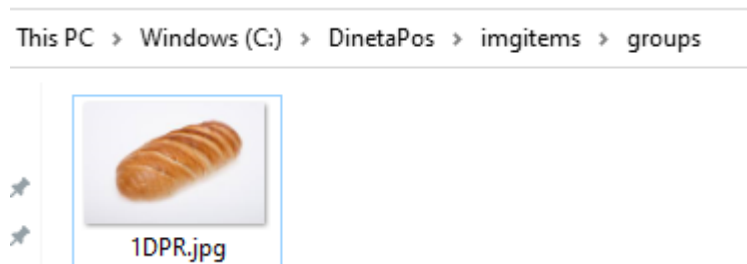 This PC > Windows (C:) > DinetaPos > imgitems > groups
1DPR.jpg